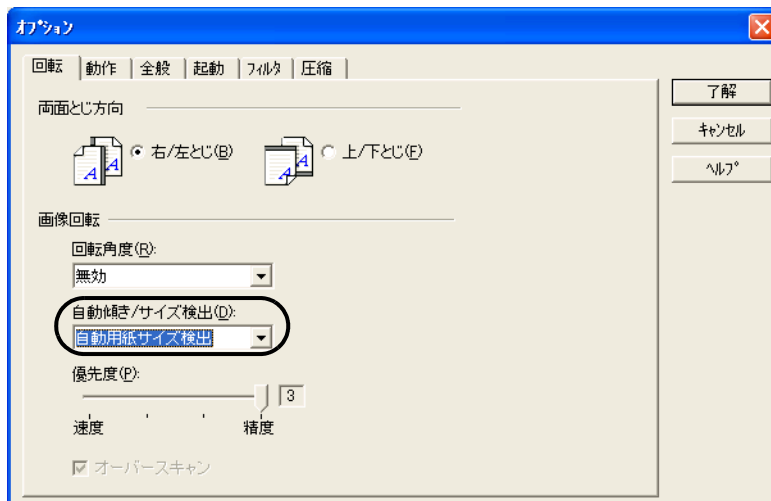 オプション
回転 動作 全般 起動 フィルタ 圧縮
了解
キャンセル
ヘルプ
両面とじ方向
A A 右/左とじ(B) A A 上/下とじ(F)
画像回転
回転角度(R):
無効
自動傾き/サイズ検出(D):
自動用紙サイズ検出
優先度(P):
3
速度 精度
オーバースキャン